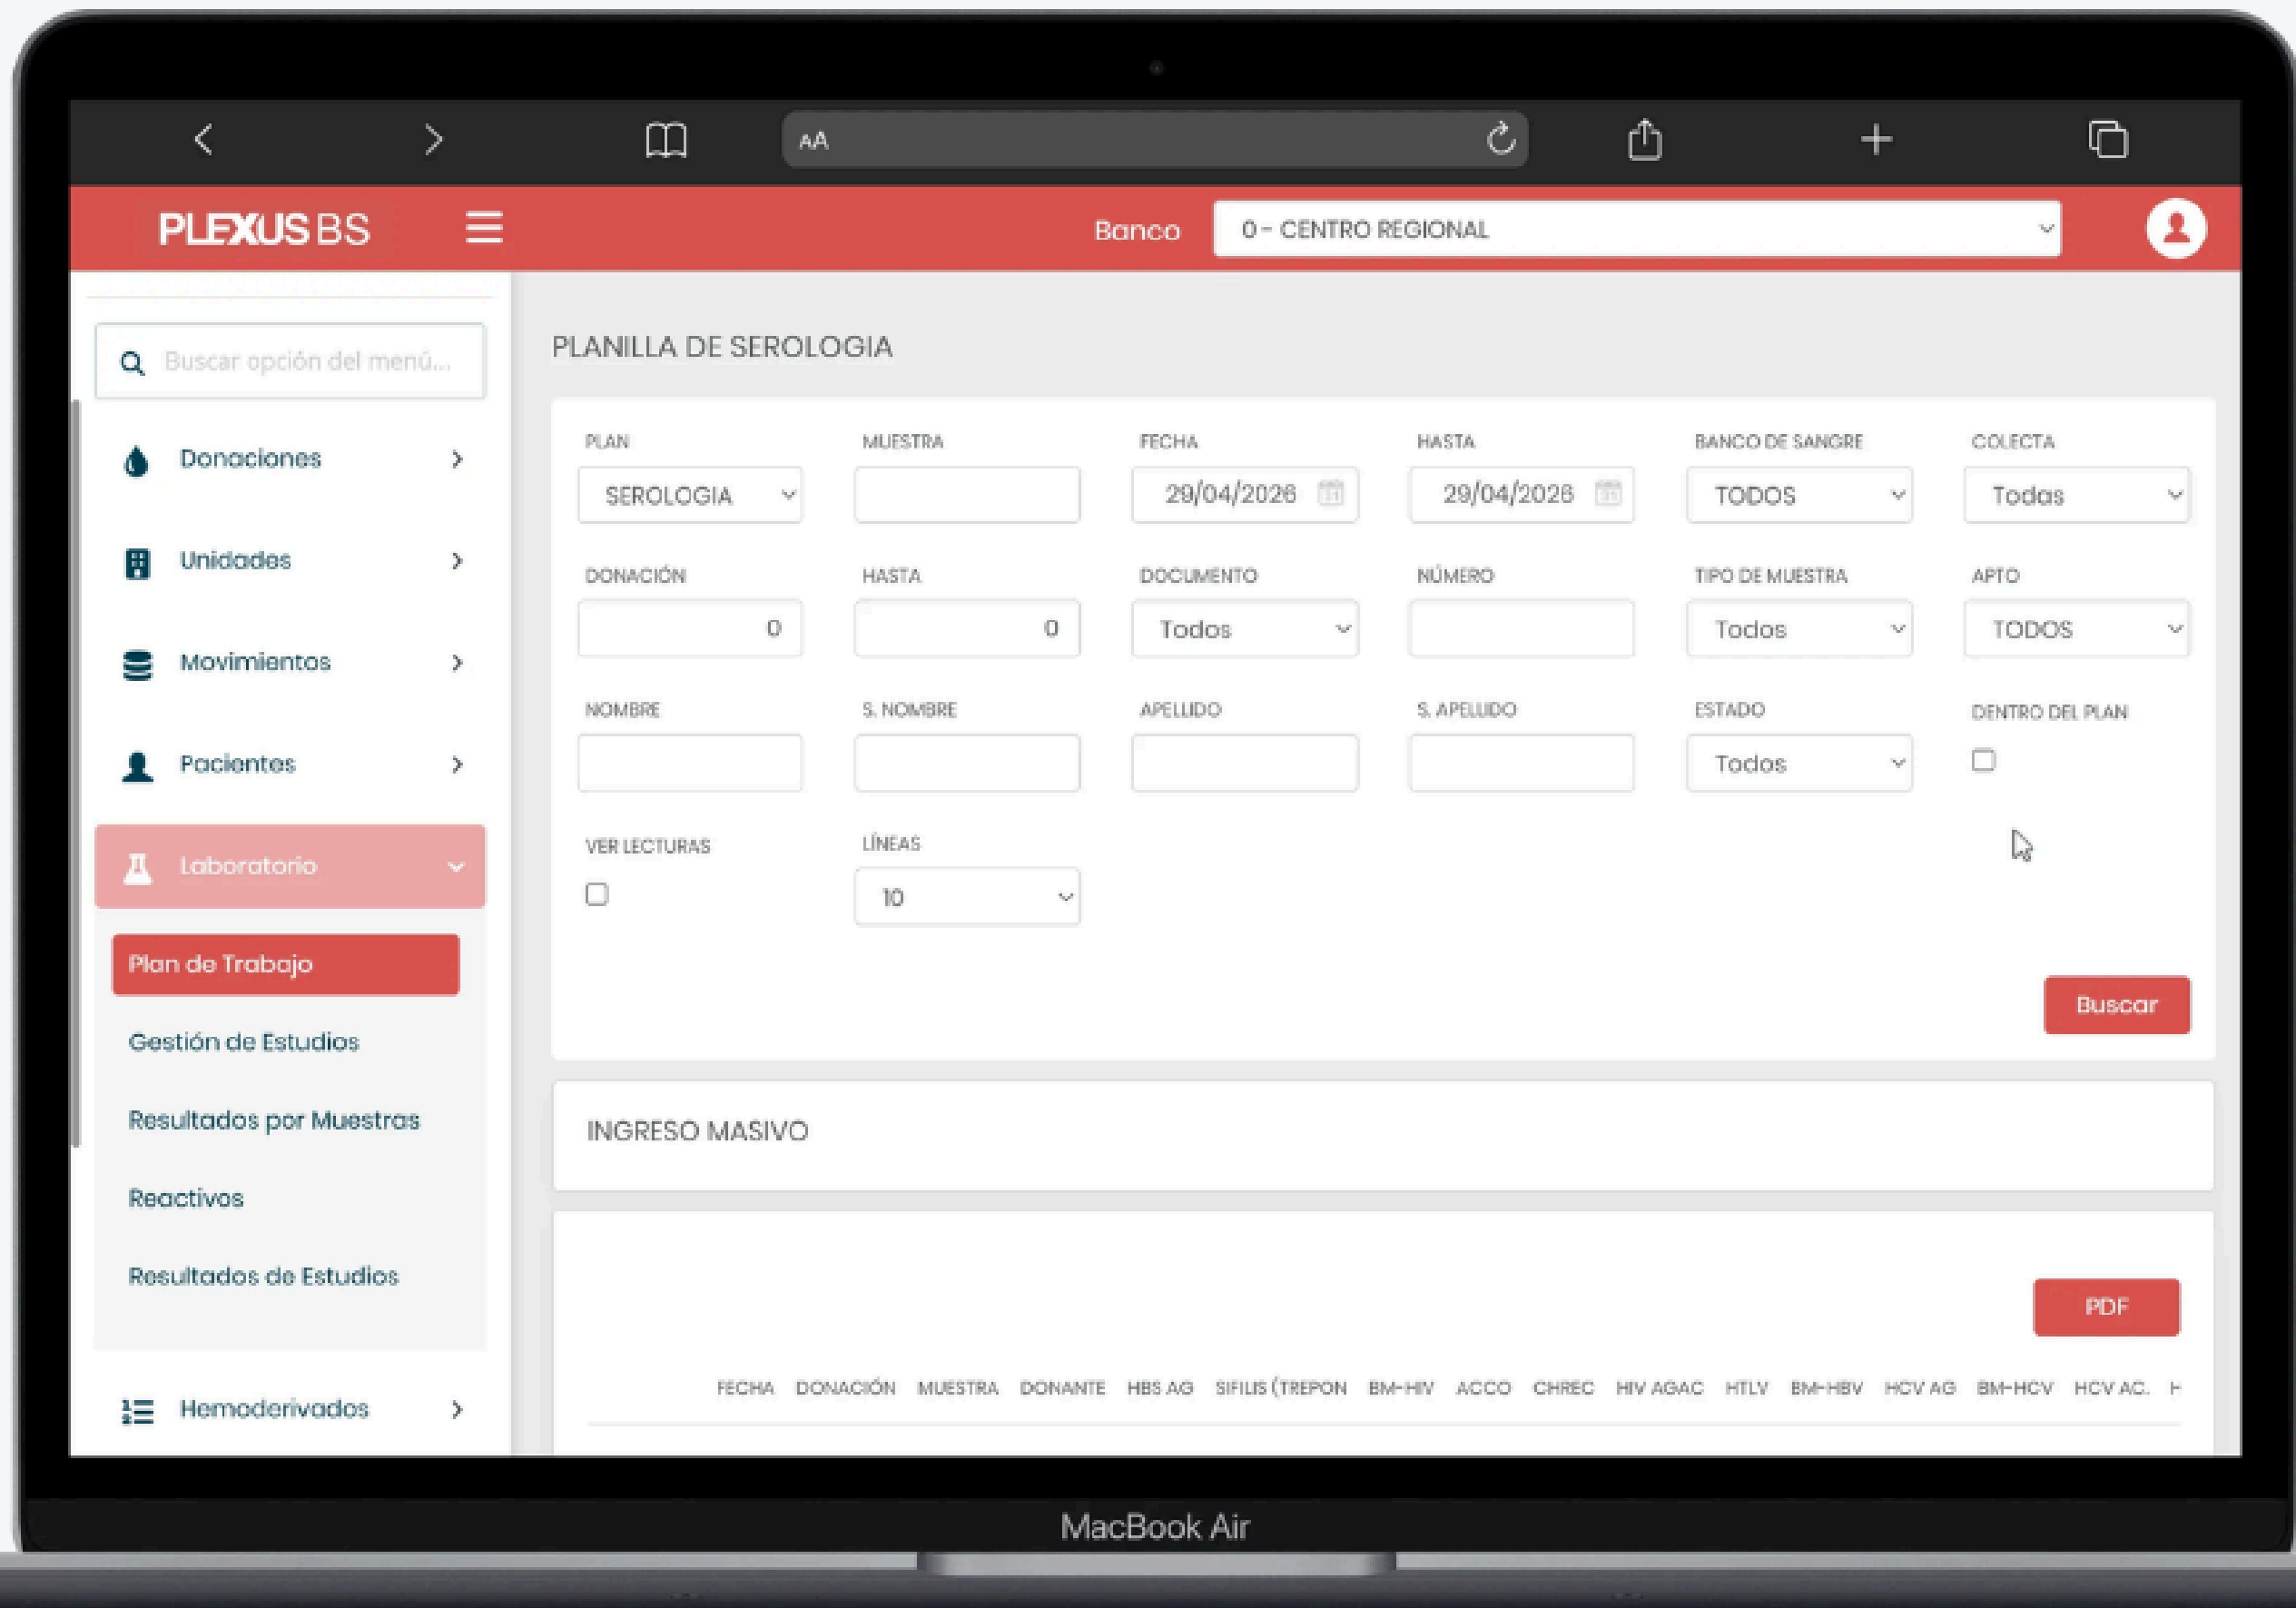 AA
PLEXUS BS
Banco
0 - CENTRO REGIONAL
Buscar opción del menú...
Donaciones
Unidades
Movimientos
Pacientes
Laboratorio
Plan de Trabajo
Gestión de Estudios
Resultados por Muestras
Reactivos
Resultados de Estudios
Hemoderivados
PLANILLA DE SEROLOGIA
PLAN MUESTRA FECHA HASTA BANCO DE SANGRE COLECTA
SEROLOGIA 29/04/2026 29/04/2026 TODOS Todas
DONACIÓN HASTA DOCUMENTO NÚMERO TIPO DE MUESTRA APTO
0 0 Todos Todos TODOS
NOMBRE S. NOMBRE APELLIDO S. APELLIDO ESTADO DENTRO DEL PLAN
Todos
VER LECTURAS LÍNEAS
10
Buscar
INGRESO MASIVO
PDF
FECHA DONACIÓN MUESTRA DONANTE HBS AG SIFILIS (TREPON BM-HIV ACCO CHREC HIV AGAC HTLV BM-HBV HCV AG BM-HCV HCV AC. H
MacBook Air